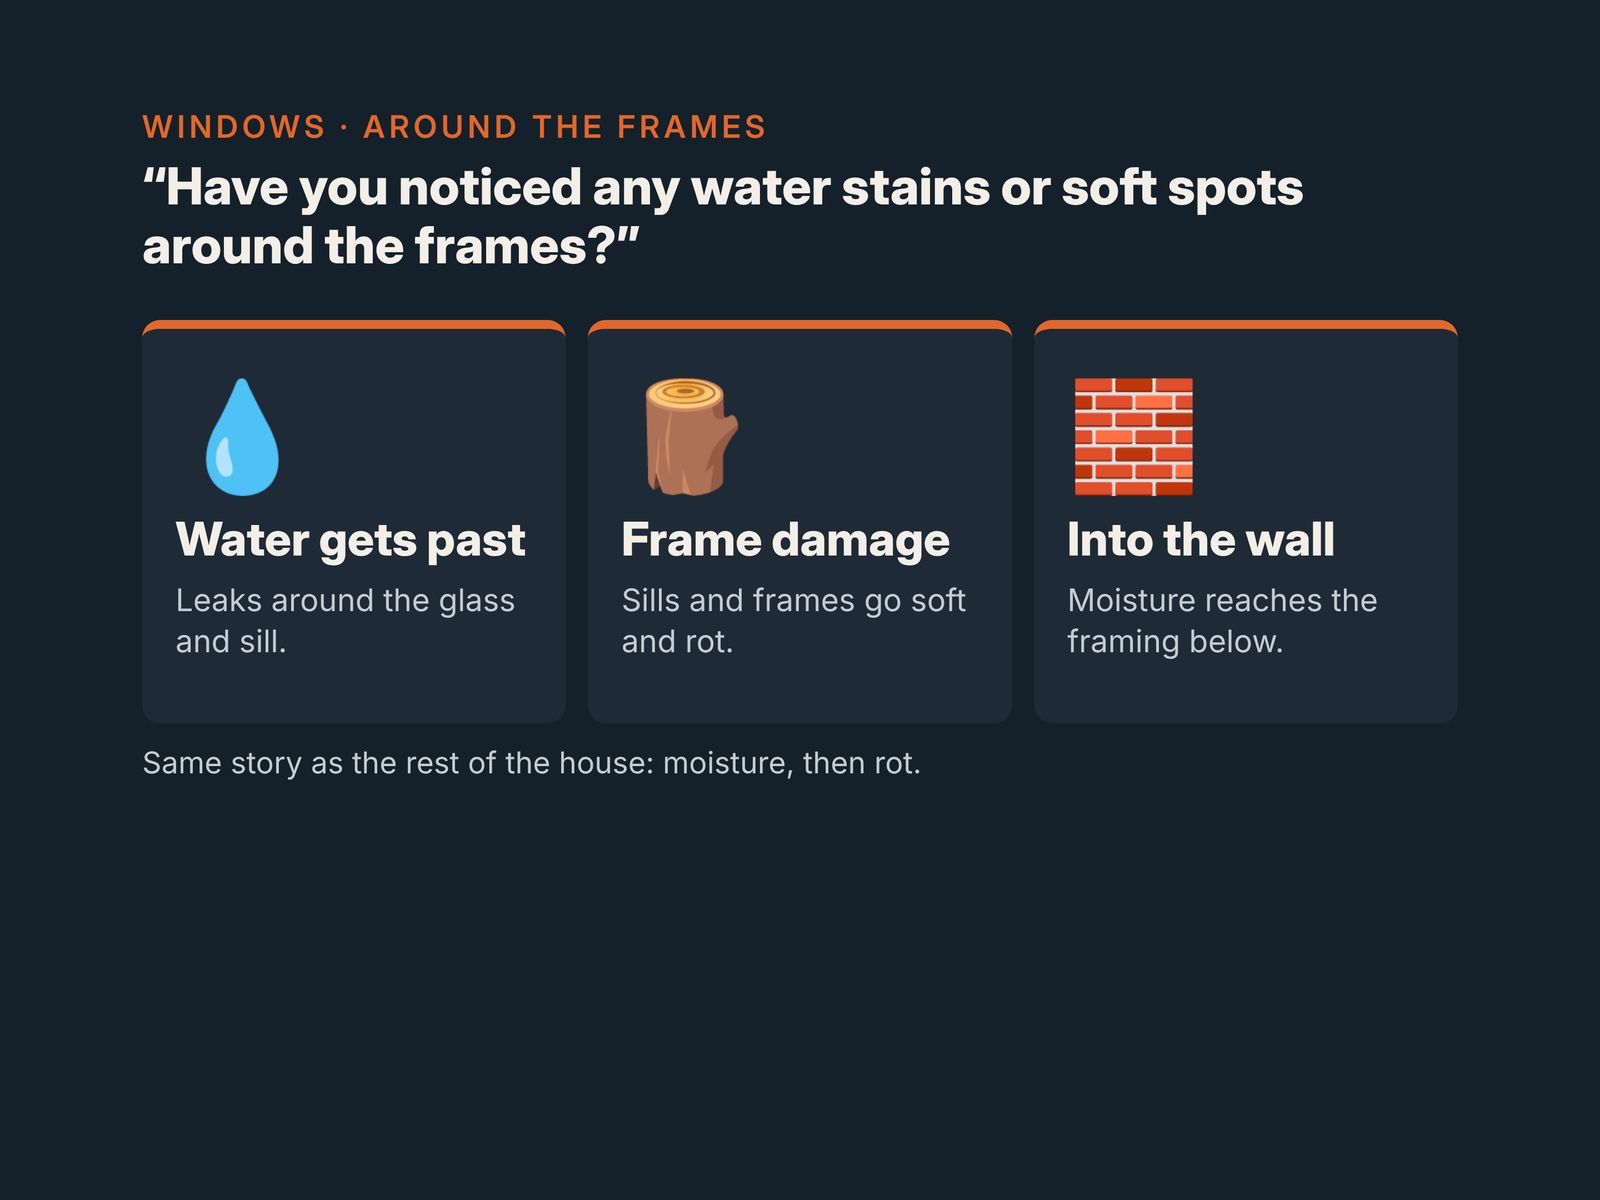 WINDOWS · AROUND THE FRAMES
“Have you noticed any water stains or soft spots
around the frames?”
Water gets past
Leaks around the glass
and sill.
Frame damage
Sills and frames go soft
and rot.
Into the wall
Moisture reaches the
framing below.
Same story as the rest of the house: moisture, then rot.